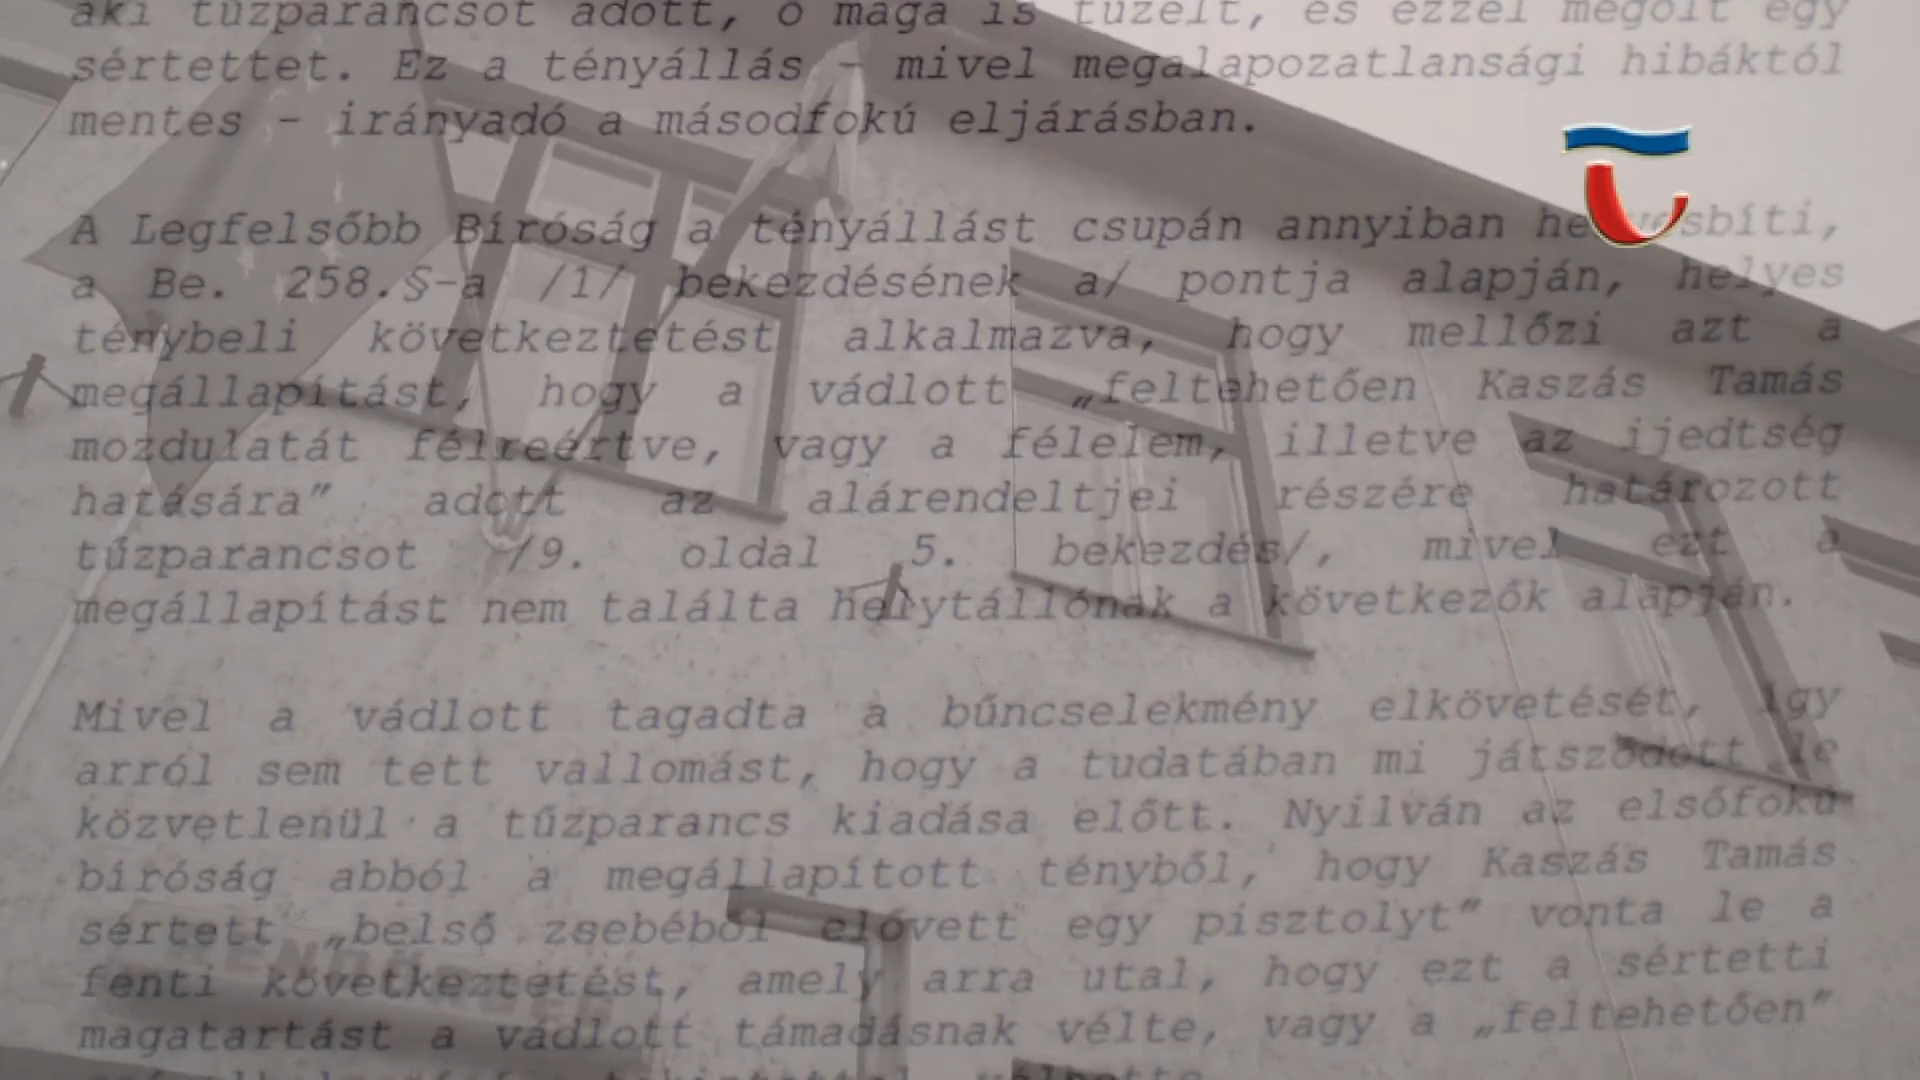 aki tűzparancsot adott, ő maga is tüzelt, és ezzel megölt egy
sértettet. Ez a tényállás – mivel megalapozatlansági hibáktól
mentes – irányadó a másodfokú eljárásban.
A Legfelsőbb Bíróság a tényállást csupán annyiban helyesbíti,
a Be. 258.§-a /1/ bekezdésének a/ pontja alapján, helyes
ténybeli következtetést alkalmazva, hogy mellőzi azt a
megállapítást, hogy a vádlott „feltehetően Kaszás Tamás
mozdulatát félreértve, vagy a félelem, illetve az ijedtség
hatására” adott az alárendeltjei részére határozott
tűzparancsot /9. oldal 5. bekezdés/, mivel ezt a
megállapítást nem találta helytállónak a következők alapján.
Mivel a vádlott tagadta a bűncselekmény elkövetését, így
arról sem tett vallomást, hogy a tudatában mi játszódott le
közvetlenül a tűzparancs kiadása előtt. Nyilván az elsőfokú
bíróság abból a megállapított tényből, hogy Kaszás Tamás
sértett „belső zsebéből elővett egy pisztolyt” vonta le a
fenti következtetést, amely arra utal, hogy ezt a sértetti
magatartást a vádlott támadásnak vélte, vagy a „feltehetően”